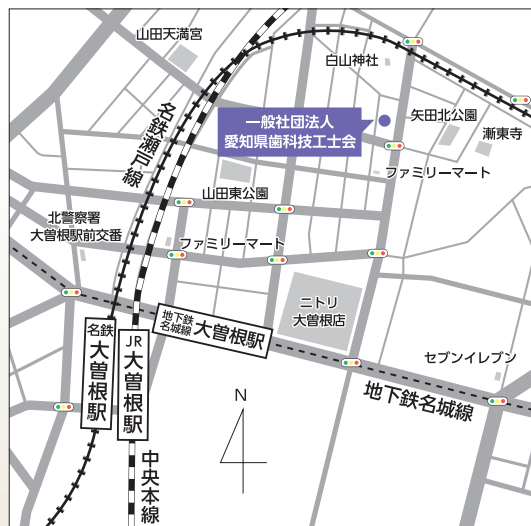 山田天満宮
白山神社
名鉄瀬戸線
一般社団法人
愛知県歯科技工士会
矢田北公園
漸東寺
ファミリーマート
山田東公園
北警察署
大曽根駅前交番
ファミリーマート
ニトリ
大曽根店
地下鉄
名城線
大曽根駅
名鉄
大曽根駅
JR
大曽根駅
セブンイレブン
地下鉄名城線
N
中央本線